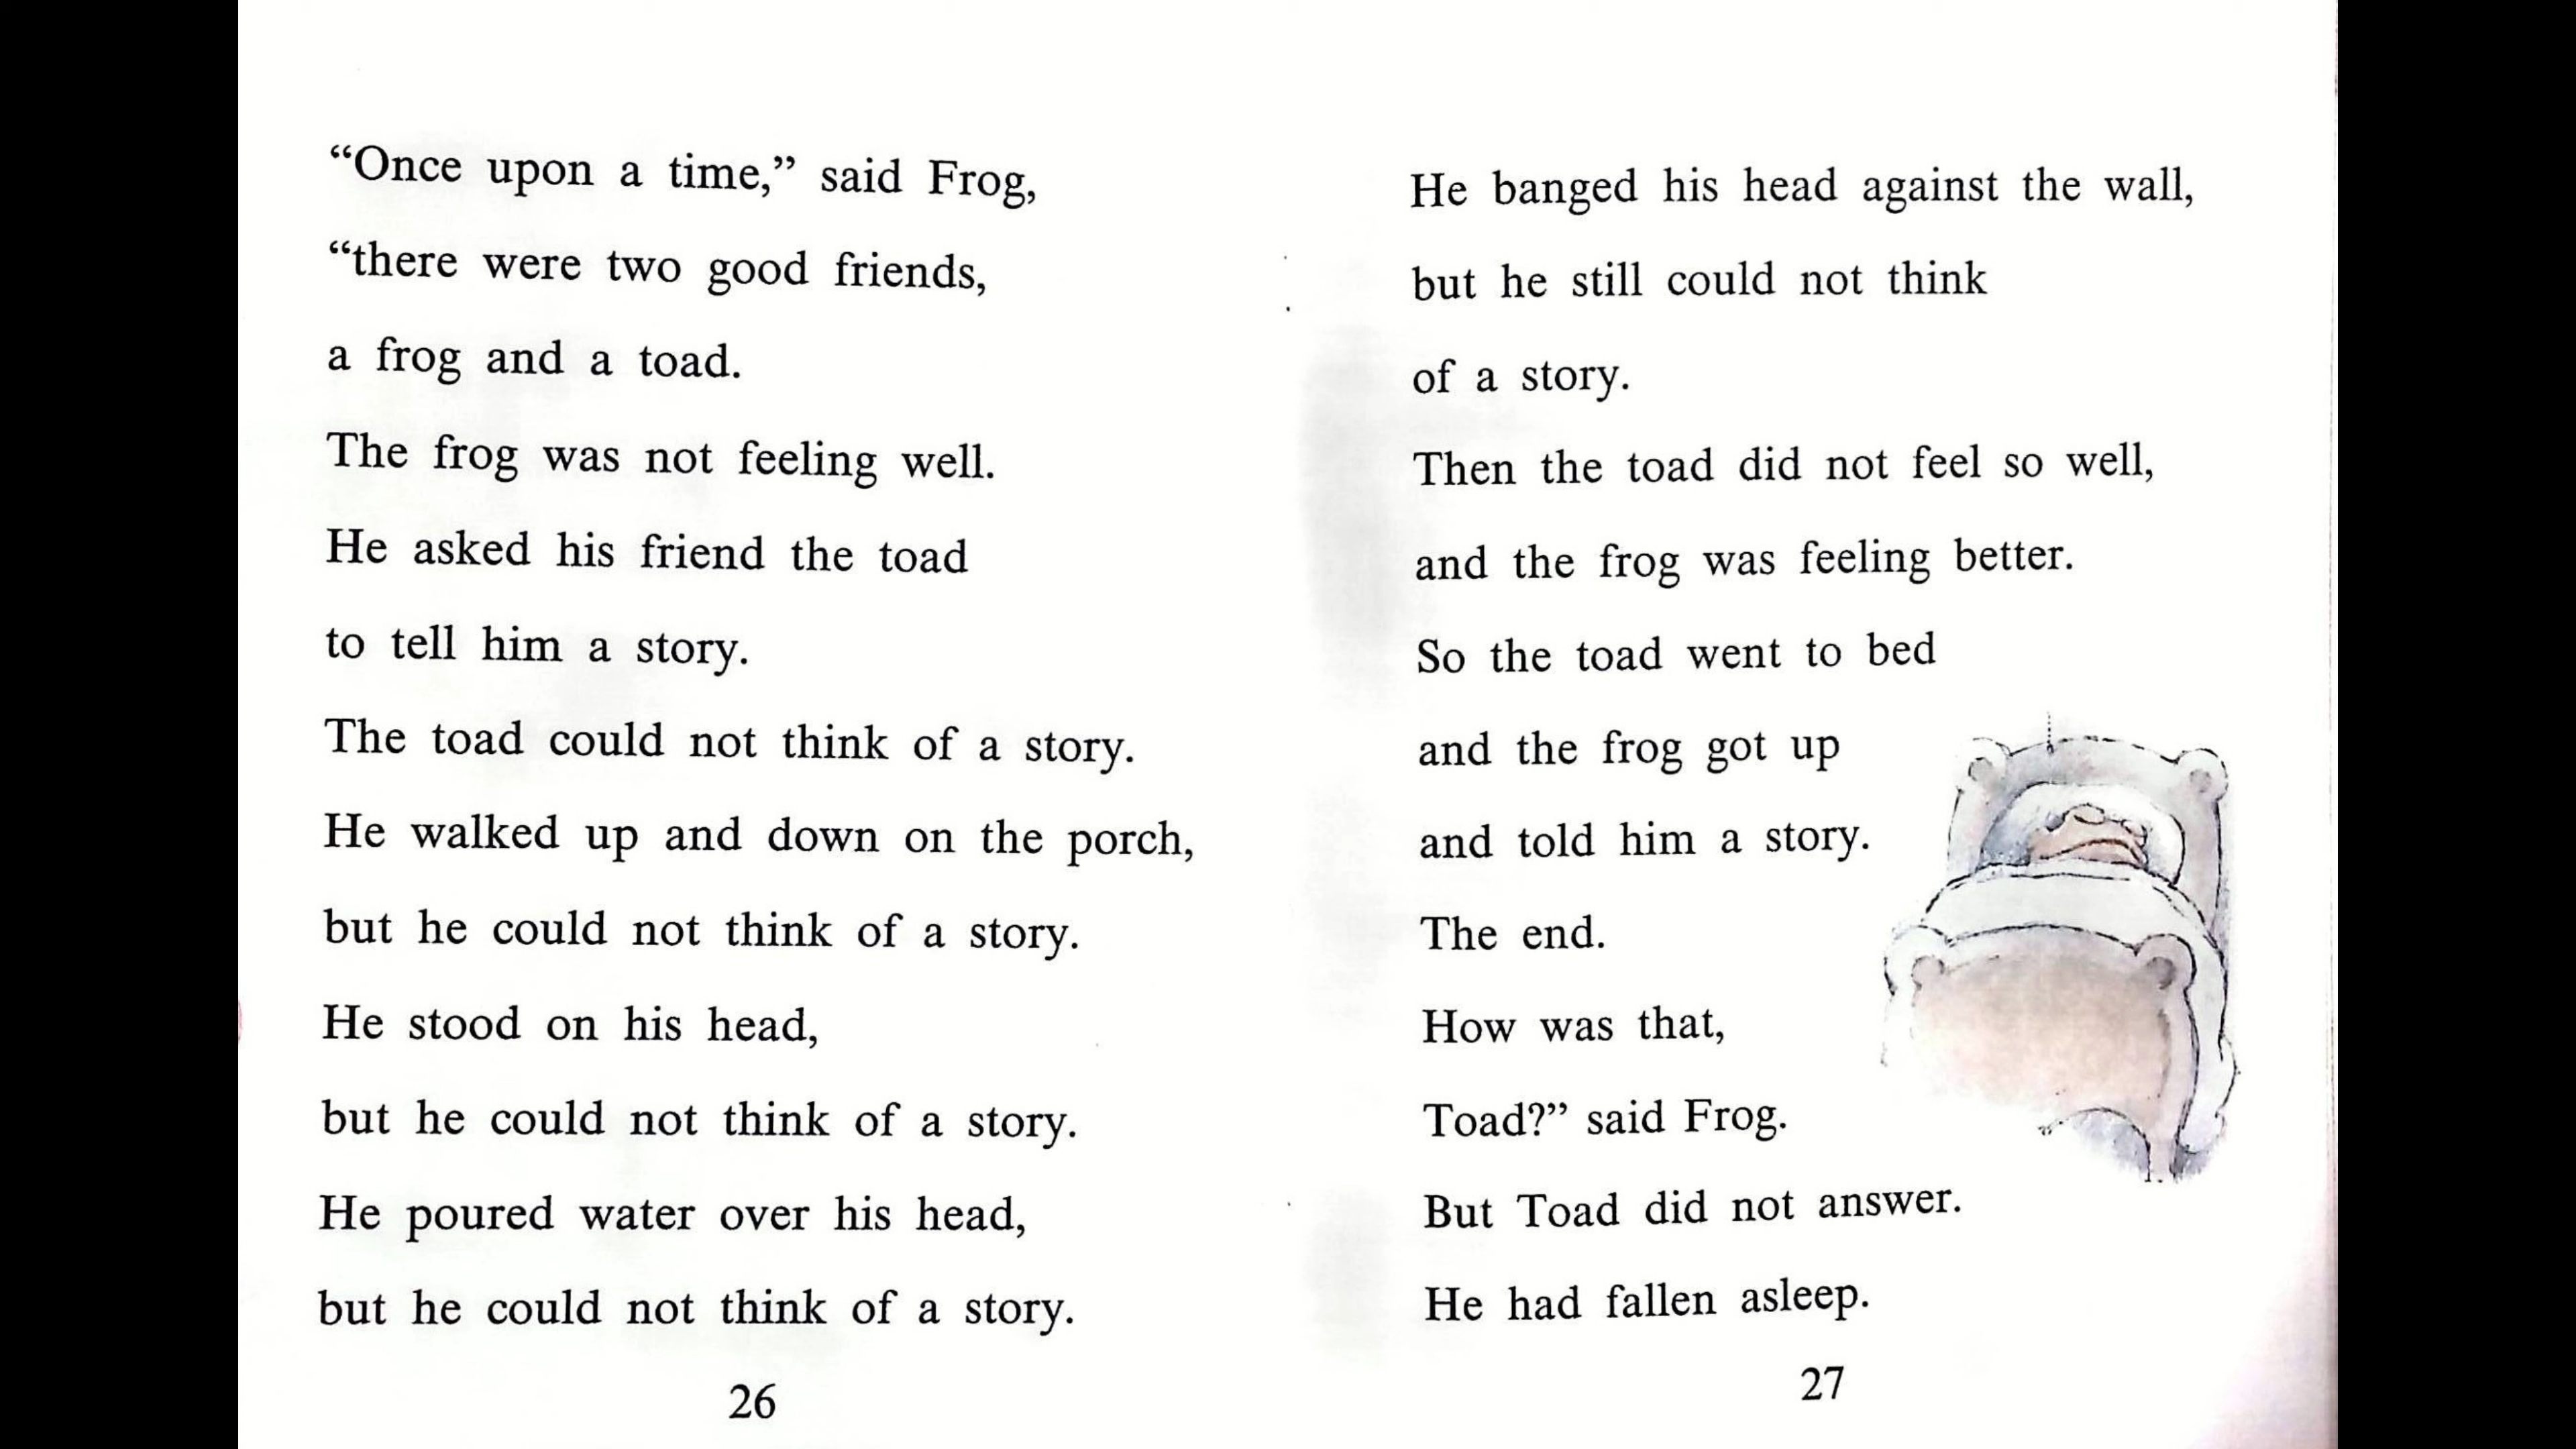 “Once upon a time,” said Frog,
“there were two good friends,
a frog and a toad.
The frog was not feeling well.
He asked his friend the toad
to tell him a story.
The toad could not think of a story.
He walked up and down on the porch,
but he could not think of a story.
He stood on his head,
but he could not think of a story.
He poured water over his head,
but he could not think of a story.
26
He banged his head against the wall,
but he still could not think
of a story.
Then the toad did not feel so well,
and the frog was feeling better.
So the toad went to bed
and the frog got up
and told him a story.
The end.
How was that,
Toad?” said Frog.
But Toad did not answer.
He had fallen asleep.
27